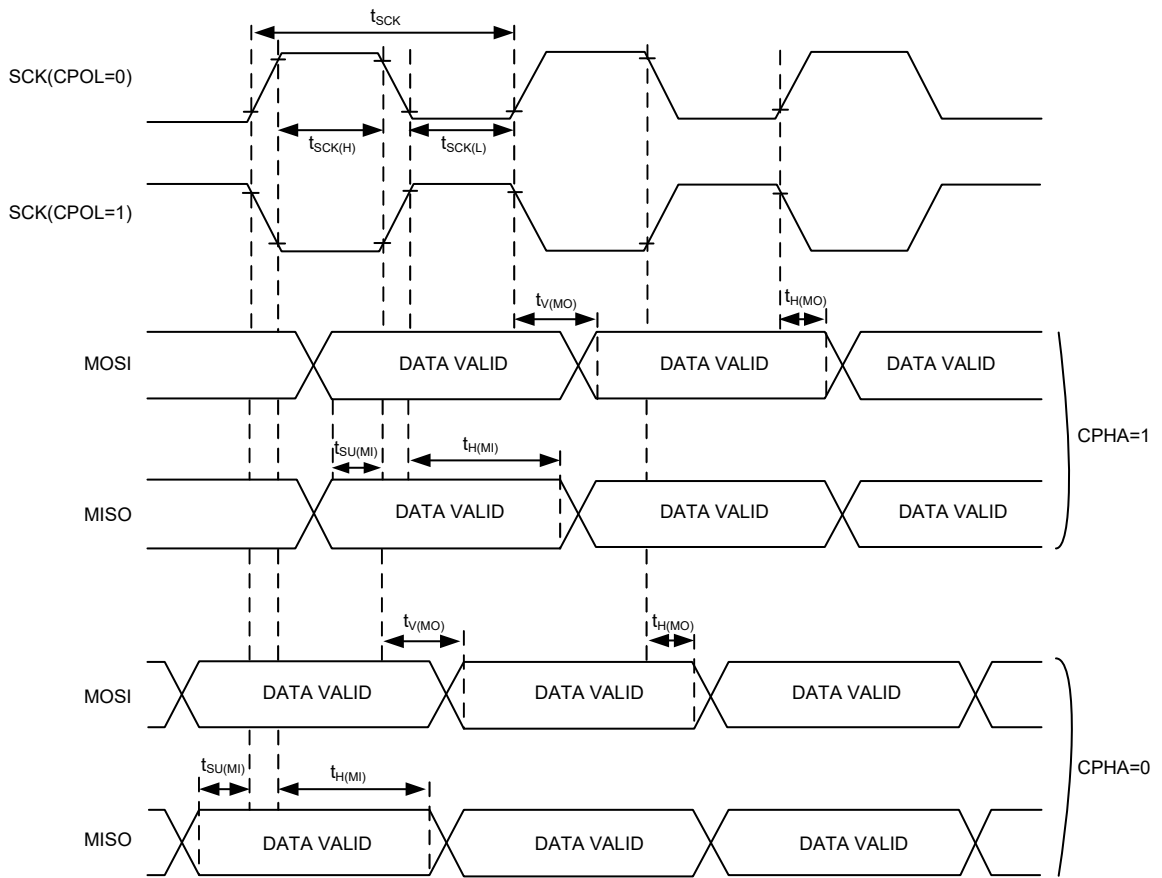 tSCK
SCK(CPOL=0)
tSCK(H)
tSCK(L)
SCK(CPOL=1)
tV(MO)
tH(MO)
MOSI
DATA VALID
DATA VALID
DATA VALID
CPHA=1
tSU(MI)
tH(MI)
MISO
DATA VALID
DATA VALID
DATA VALID
tV(MO)
tH(MO)
MOSI
DATA VALID
DATA VALID
DATA VALID
CPHA=0
tSU(MI)
tH(MI)
MISO
DATA VALID
DATA VALID
DATA VALID